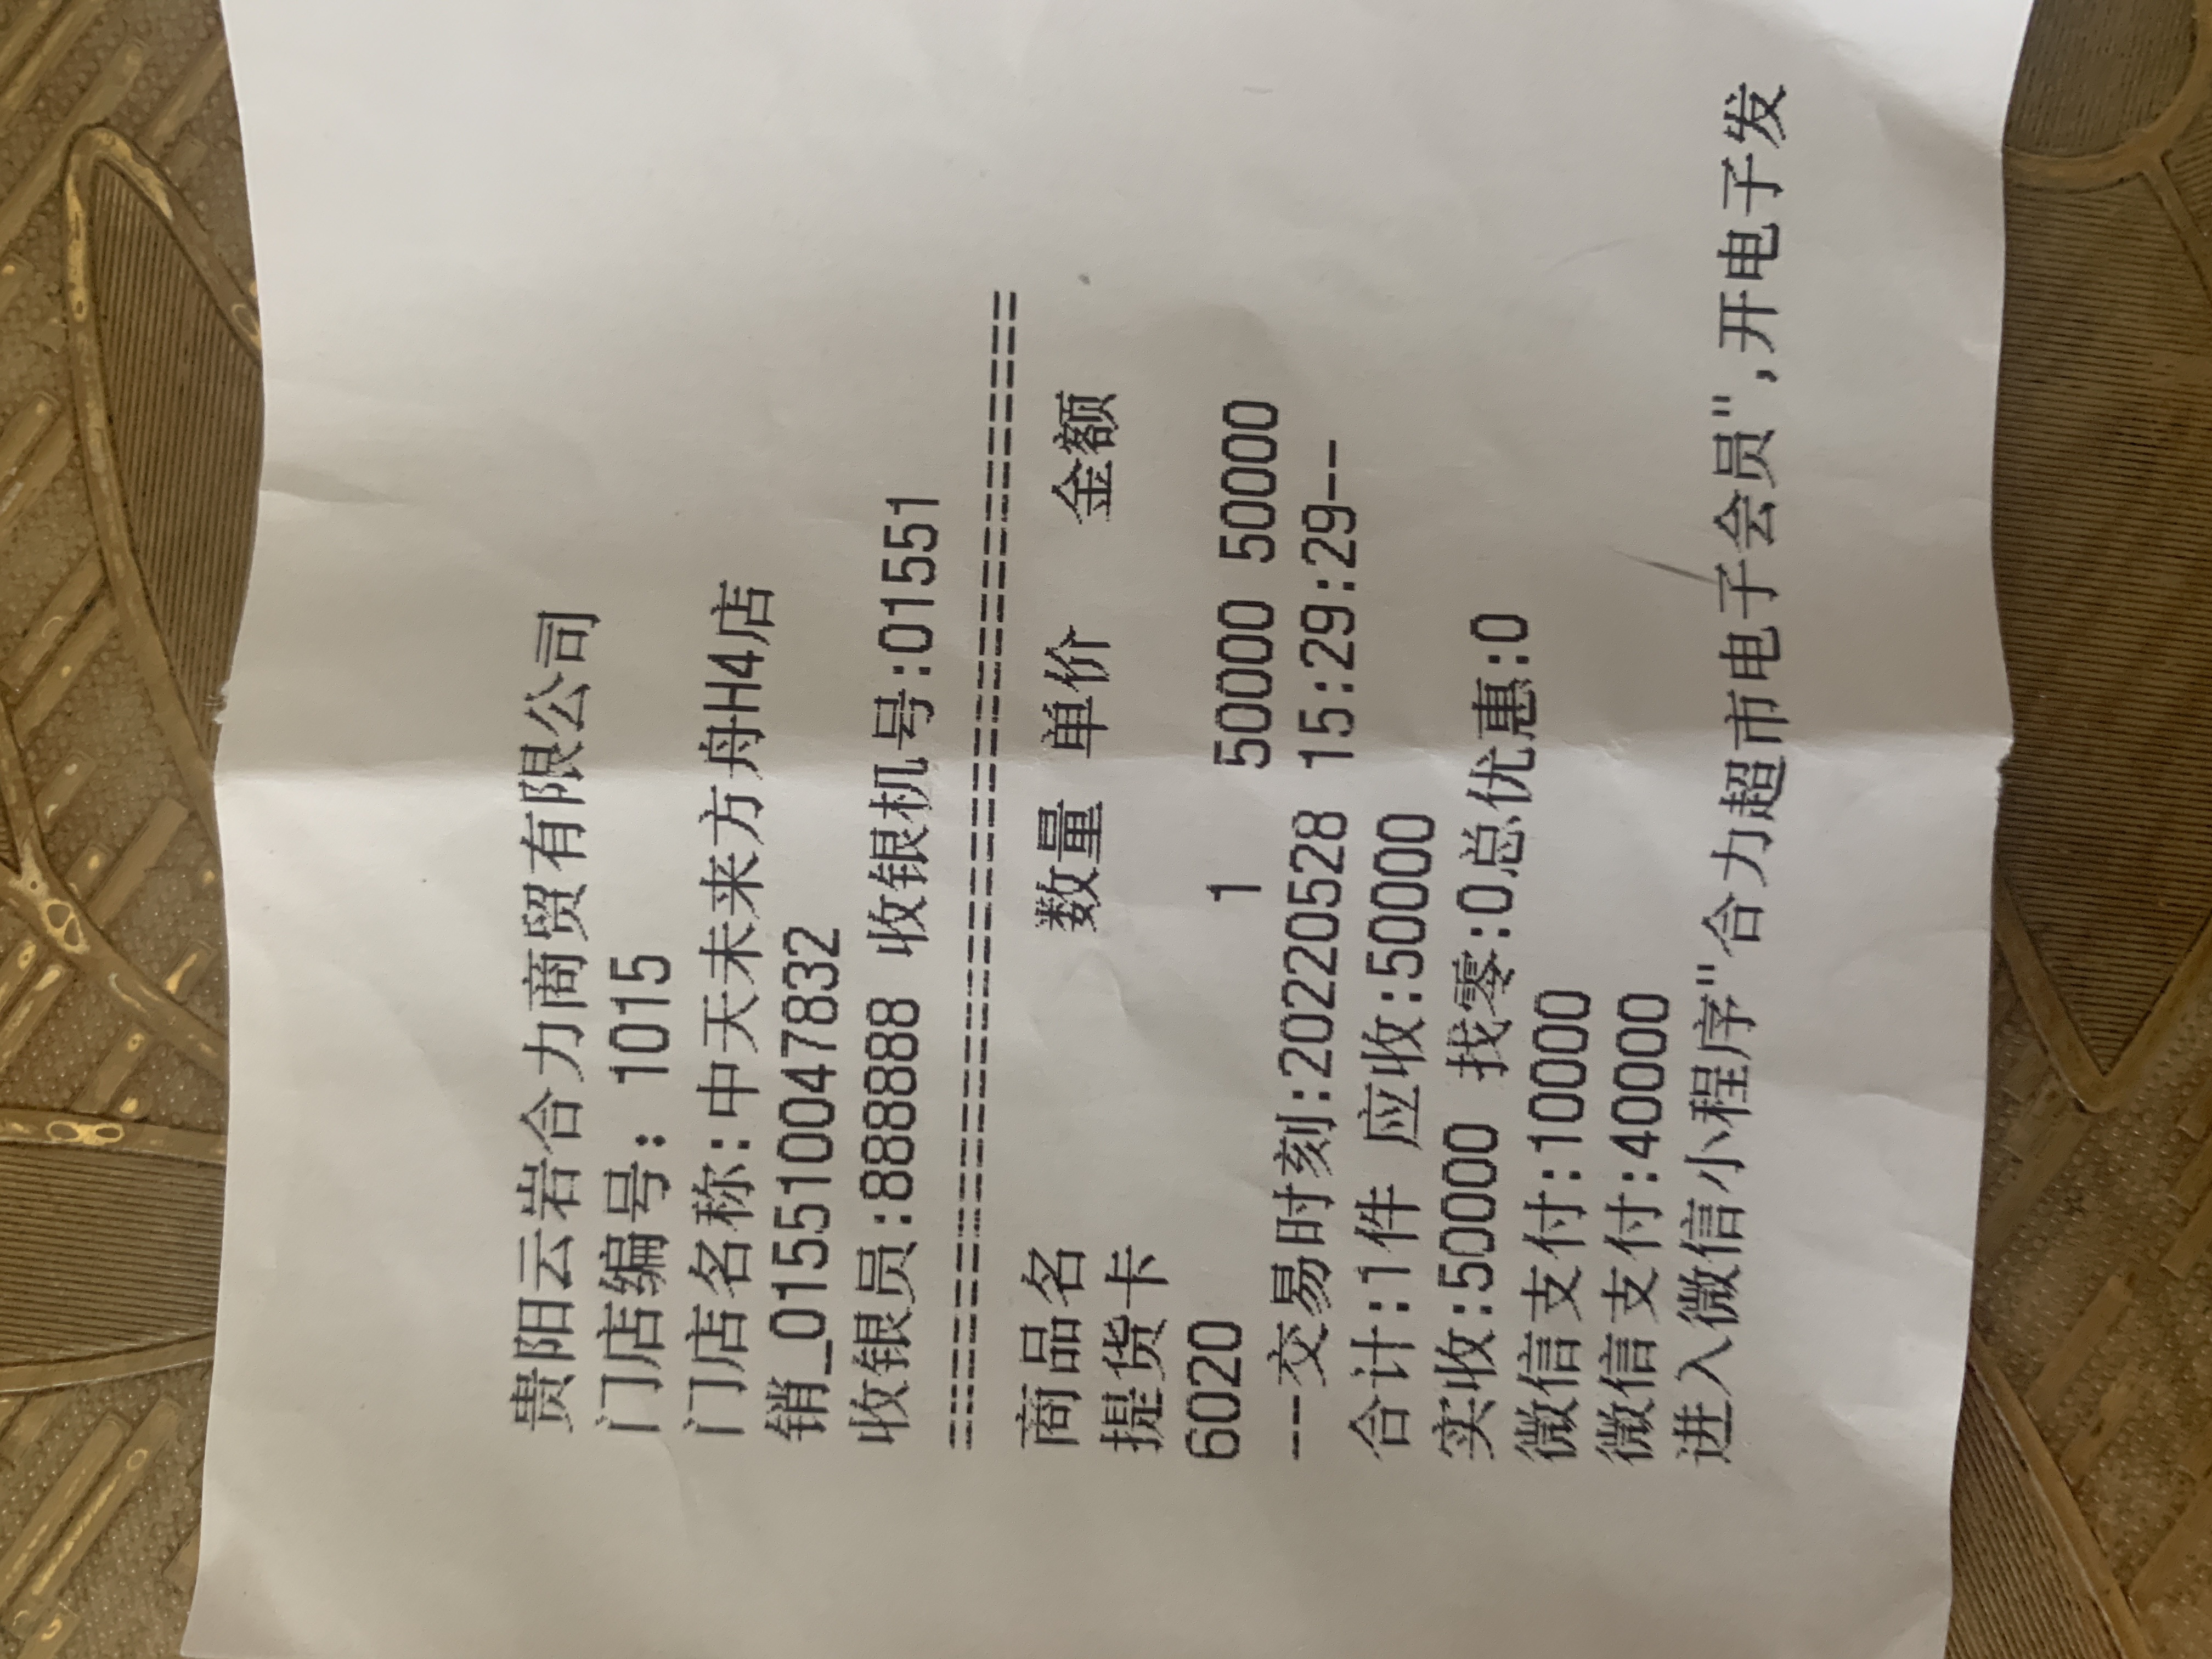 贵阳云岩合力商贸有限公司
门店编号: 1015
门店名称:中天未来方舟H4店
销_015510047832
收银员:888888 收银机号:01551
================================================
商品名 数量 单价 金额
提货卡
6020 1 50000 50000
--交易时刻:20220528 15:29:29--
合计:1件 应收:50000
实收:50000 找零:0总优惠:0
微信支付:10000
微信支付:40000
进入微信小程序"合力超市电子会员",开电子发